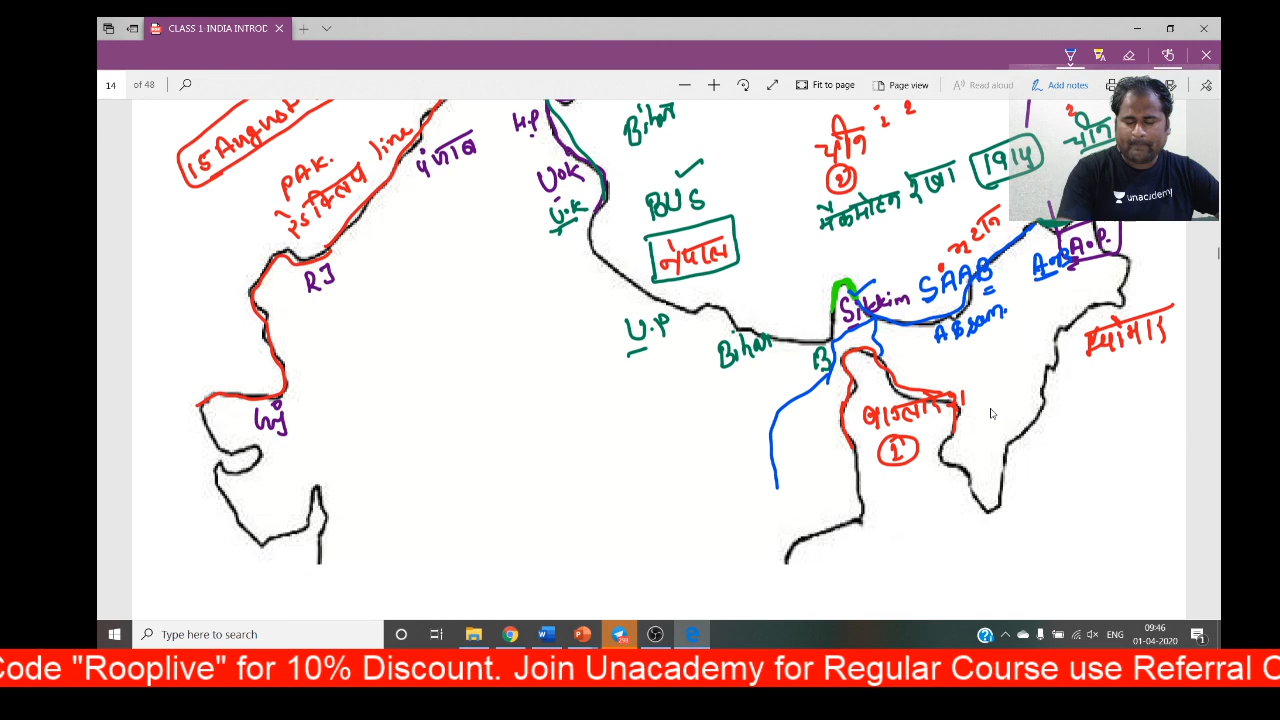 CLASS 1-INDIA INTROD
14 of 48
Fit to page
Page view
Read aloud
Add notes
15 August
PAK.
रेडक्लिप line
पंजाब
H.P
Bihar
UOK
U.K
BUS
नेपाल
चीन
मैकमोहन रेखा 1914
चीन
unacademy
RJ
भूटान
SAAB
A.P.
Sikkim
Assam.
U.P
Bihar
B
Guj
बांग्लादेश
Type here to search
ENG
09:46
01-04-2020
Code "Rooplive" for 10% Discount. Join Unacademy for Regular Course use Referral C